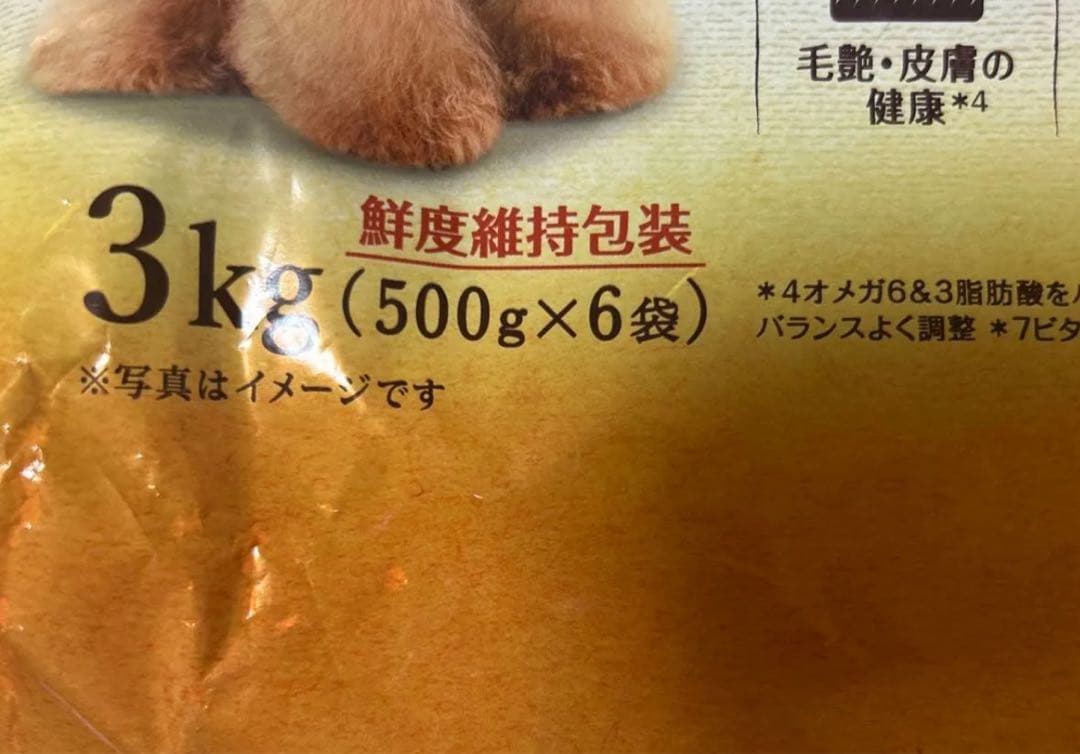 毛艶・皮膚の
健康*4
鮮度維持包装
3kg(500g×6袋)
*4オメガ6&3脂肪酸を
バランスよく調整 *7ビタ
※写真はイメージです